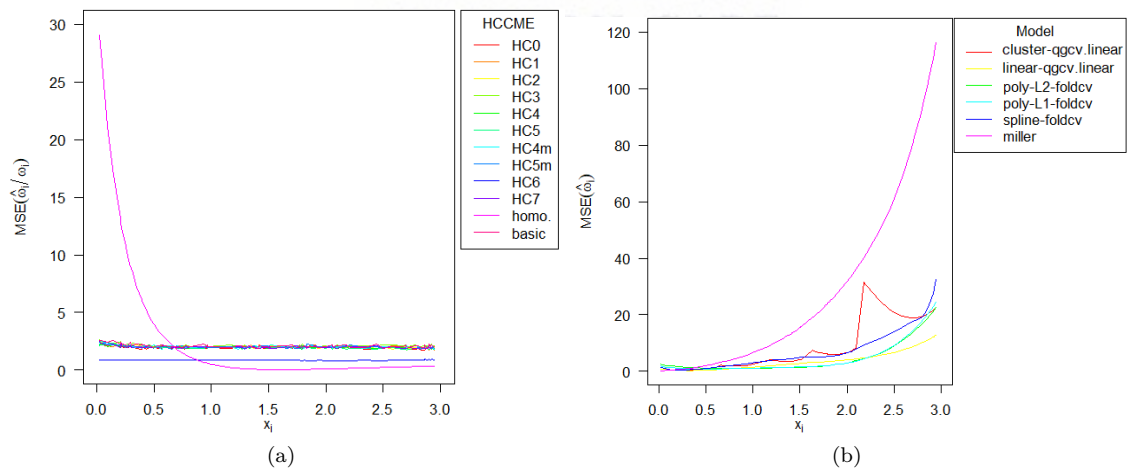 HCCME
HC0
HC1
HC2
HC3
HC4
HC5
HC4m
HC5m
HC6
HC7
homo.
basic
MSE(ω̂i/ ωi)
30
25
20
15
10
5
0
0.0 0.5 1.0 1.5 2.0 2.5 3.0
xi
(a)
Model
cluster-qgcv.linear
linear-qgcv.linear
poly-L2-foldcv
poly-L1-foldcv
spline-foldcv
miller
MSE(ω̂i)
120
100
80
60
40
20
0
0.0 0.5 1.0 1.5 2.0 2.5 3.0
xi
(b)